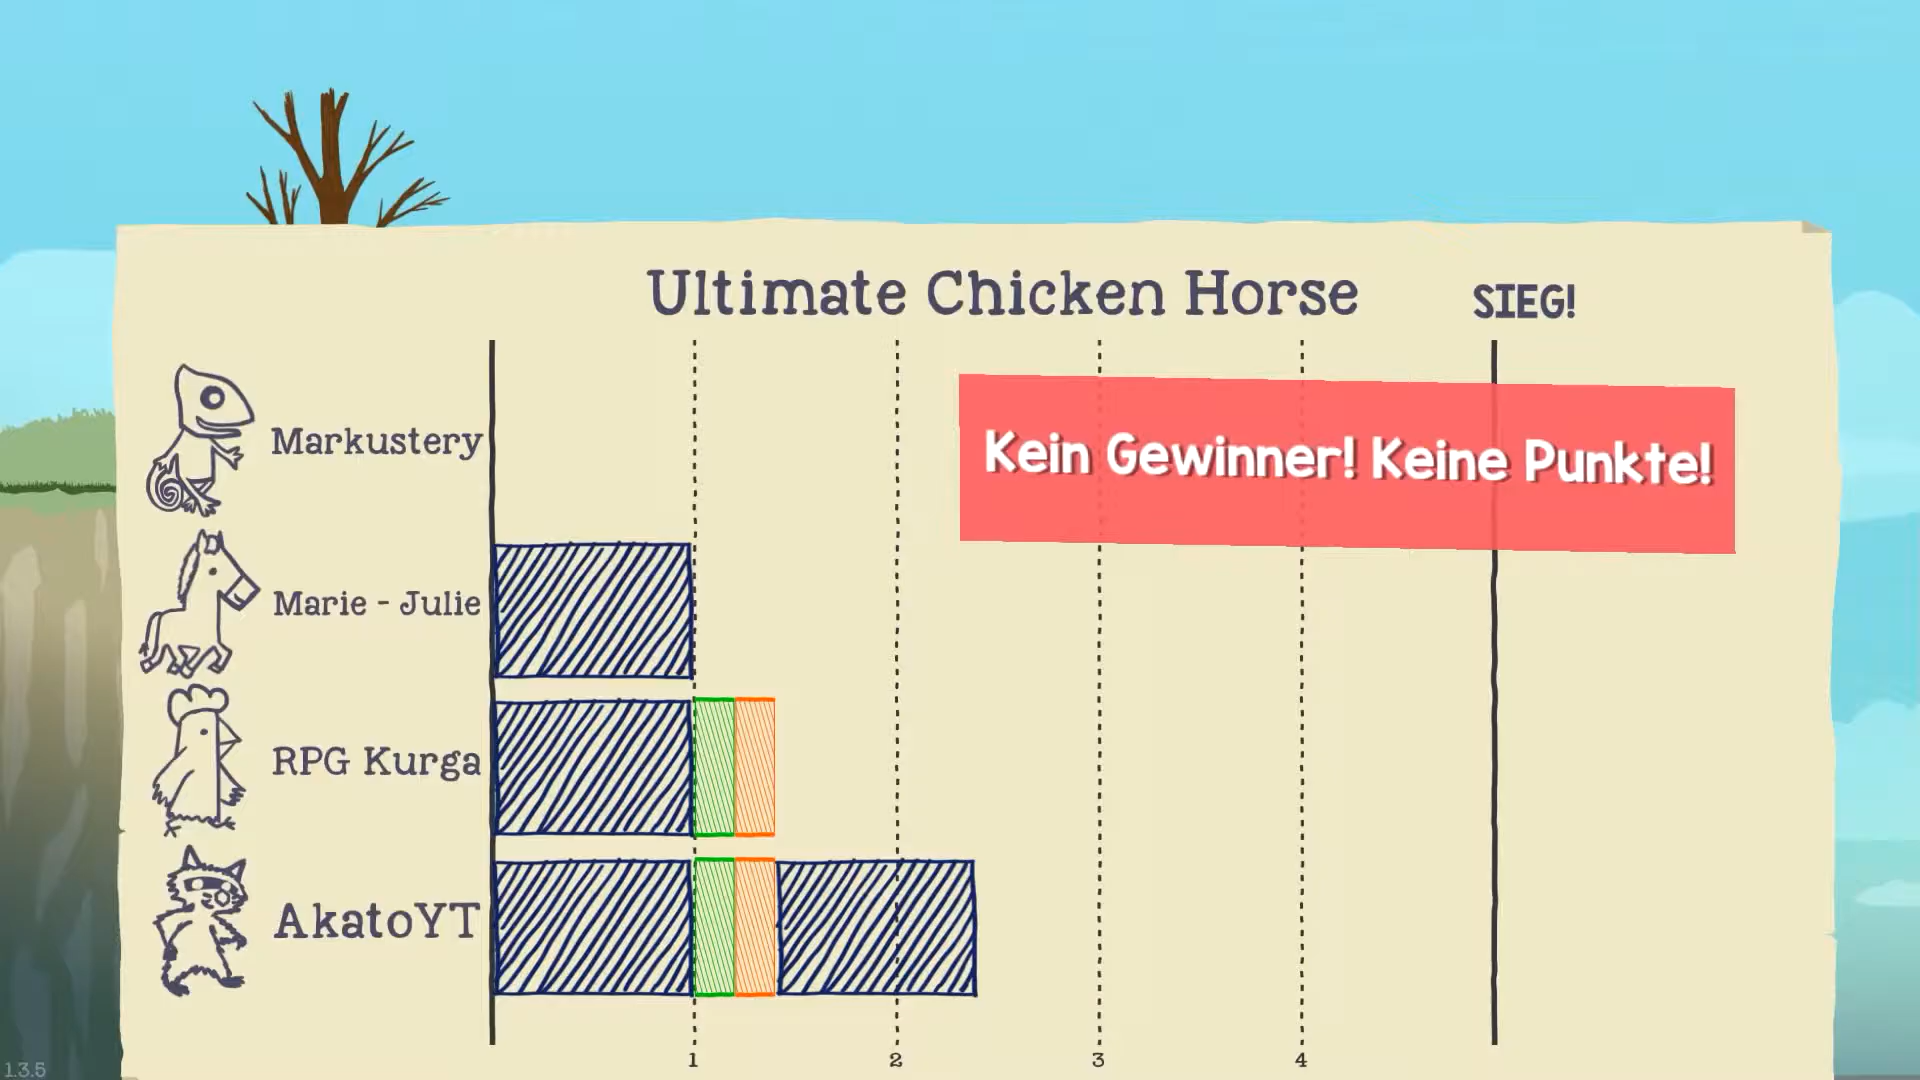 Ultimate Chicken Horse
SIEG!
Markustery
Kein Gewinner! Keine Punkte!
Marie - Julie
RPG Kurga
AkatoYT
1 2 3 4
1.3.5